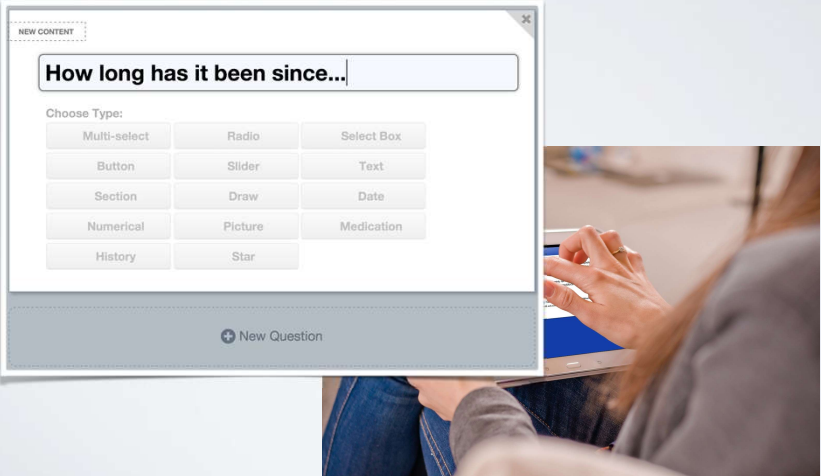 NEW CONTENT
How long has it been since...
Choose Type:
Multi-select Radio Select Box
Button Slider Text
Section Draw Date
Numerical Picture Medication
History Star
New Question